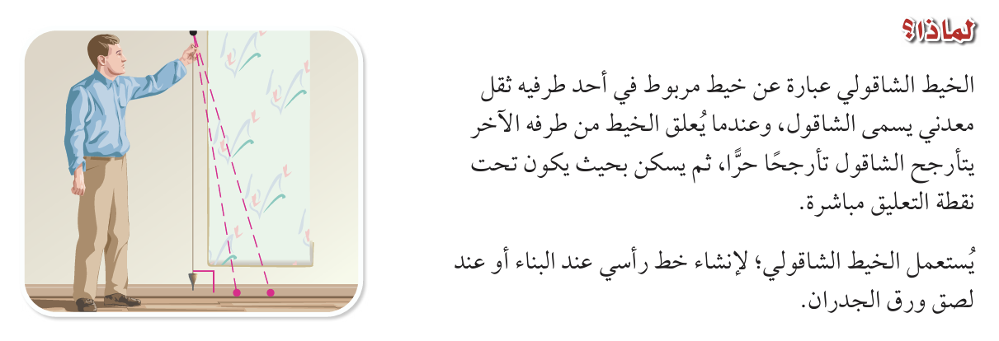 لماذا؟
الخيط الشاقولي عبارة عن خيط مربوط في أحد طرفيه ثقل
معدني يسمى الشاقول، وعندما يُعلق الخيط من طرفه الآخر
يتأرجح الشاقول تأرجحًا حرًّا، ثم يسكن بحيث يكون تحت
نقطة التعليق مباشرة.
يُستعمل الخيط الشاقولي؛ لإنشاء خط رأسي عند البناء أو عند
لصق ورق الجدران.